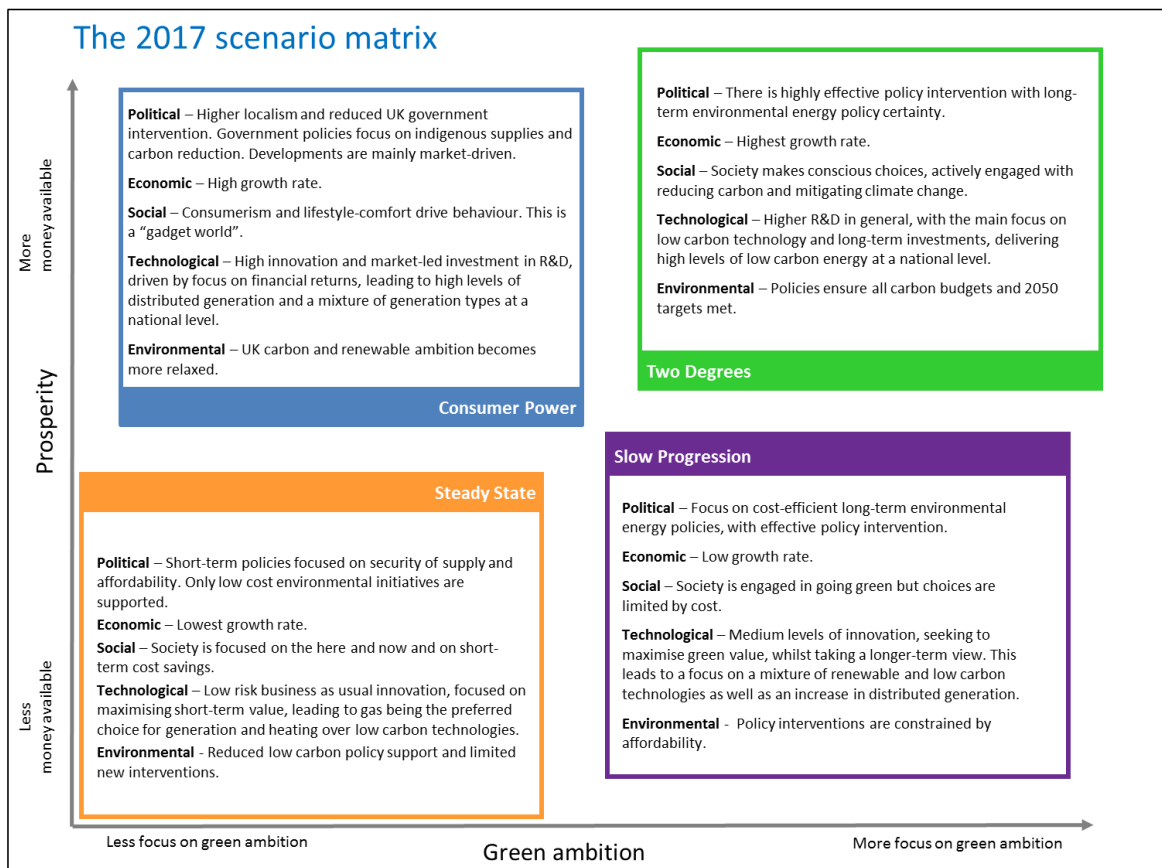 The 2017 scenario matrix
Political – Higher localism and reduced UK government
intervention. Government policies focus on indigenous supplies and
carbon reduction. Developments are mainly market-driven.
Economic – High growth rate.
Social – Consumerism and lifestyle-comfort drive behaviour. This is
a “gadget world”.
Technological – High innovation and market-led investment in R&D,
driven by focus on financial returns, leading to high levels of
distributed generation and a mixture of generation types at a
national level.
Environmental – UK carbon and renewable ambition becomes
more relaxed.
Consumer Power
Political – There is highly effective policy intervention with long-
term environmental energy policy certainty.
Economic – Highest growth rate.
Social – Society makes conscious choices, actively engaged with
reducing carbon and mitigating climate change.
Technological – Higher R&D in general, with the main focus on
low carbon technology and long-term investments, delivering
high levels of low carbon energy at a national level.
Environmental – Policies ensure all carbon budgets and 2050
targets met.
Two Degrees
Steady State
Political – Short-term policies focused on security of supply and
affordability. Only low cost environmental initiatives are
supported.
Economic – Lowest growth rate.
Social – Society is focused on the here and now and on short-
term cost savings.
Technological – Low risk business as usual innovation, focused on
maximising short-term value, leading to gas being the preferred
choice for generation and heating over low carbon technologies.
Environmental - Reduced low carbon policy support and limited
new interventions.
Slow Progression
Political – Focus on cost-efficient long-term environmental
energy policies, with effective policy intervention.
Economic – Low growth rate.
Social – Society is engaged in going green but choices are
limited by cost.
Technological – Medium levels of innovation, seeking to
maximise green value, whilst taking a longer-term view. This
leads to a focus on a mixture of renewable and low carbon
technologies as well as an increase in distributed generation.
Environmental - Policy interventions are constrained by
affordability.
More
money available
Prosperity
Less
money available
Less focus on green ambition
Green ambition
More focus on green ambition